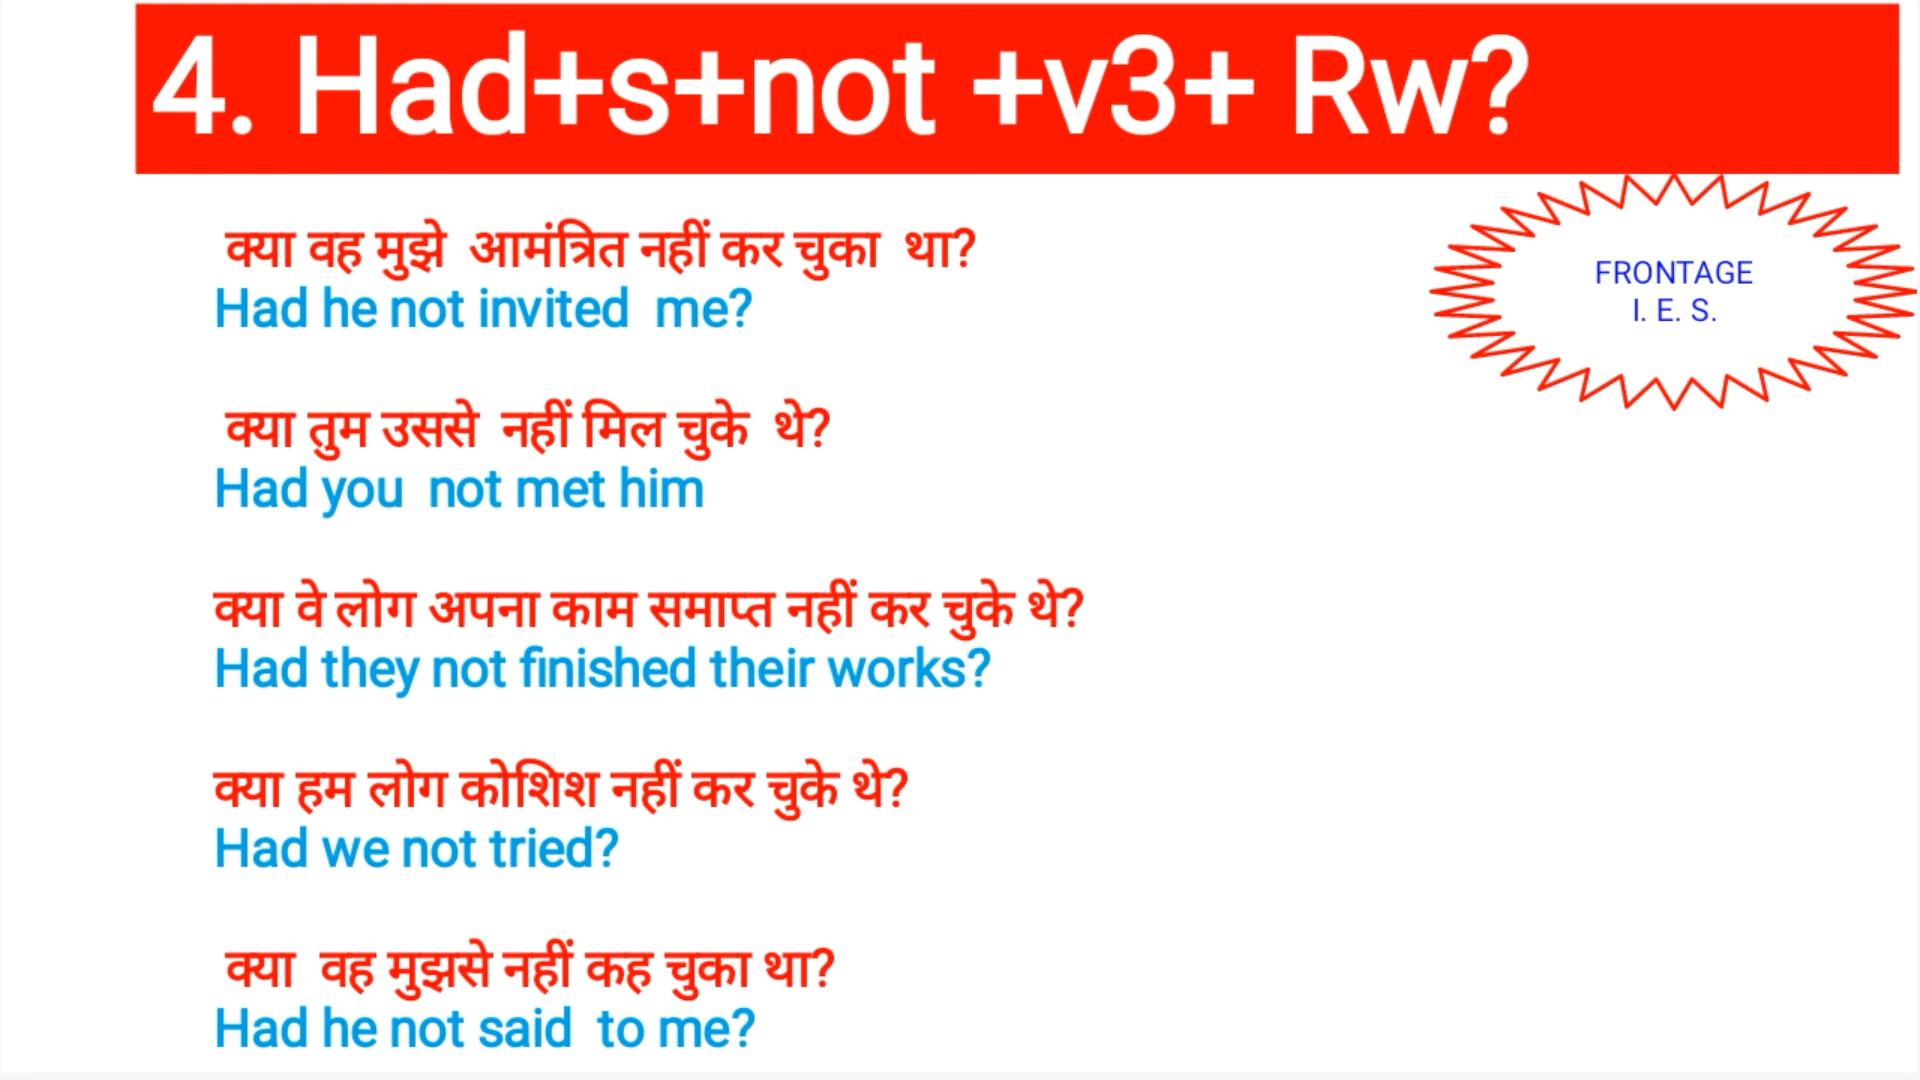 4. Had+s+not +v3+ Rw?
क्या वह मुझे आमंत्रित नहीं कर चुका था?
Had he not invited me?
FRONTAGE
I. E. S.
क्या तुम उससे नहीं मिल चुके थे?
Had you not met him
क्या वे लोग अपना काम समाप्त नहीं कर चुके थे?
Had they not finished their works?
क्या हम लोग कोशिश नहीं कर चुके थे?
Had we not tried?
क्या वह मुझसे नहीं कह चुका था?
Had he not said to me?